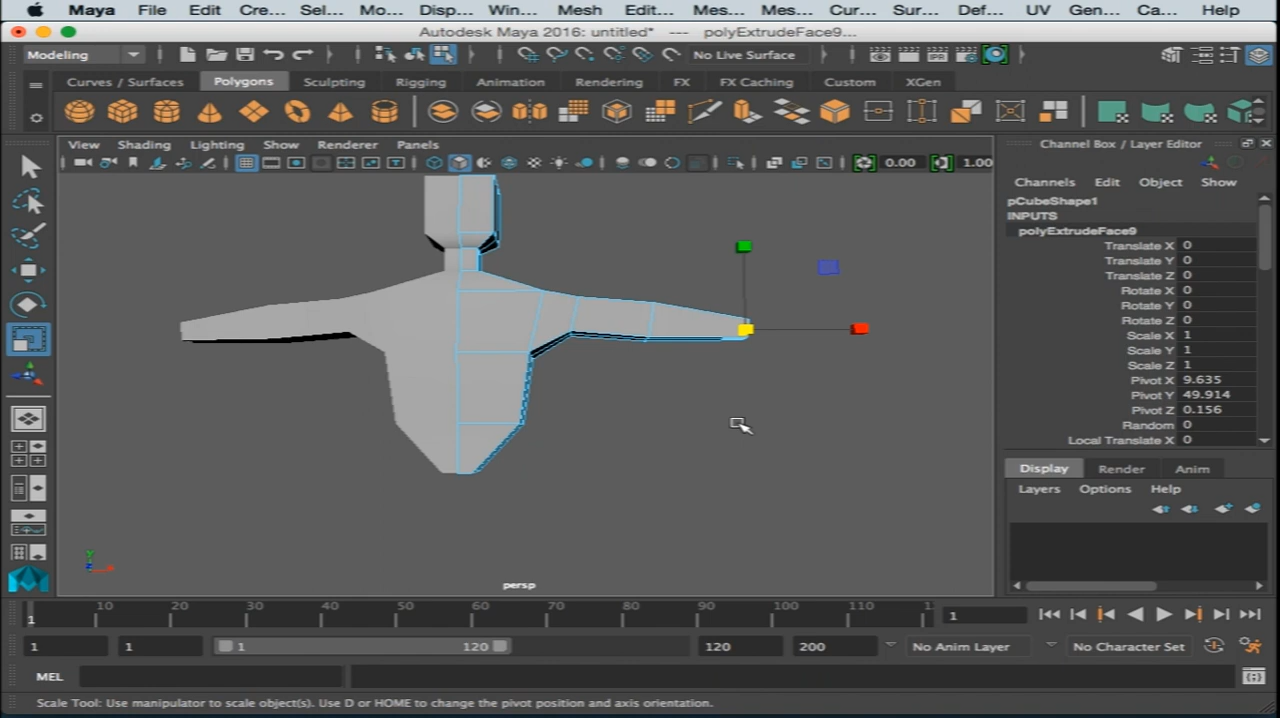 Maya File Edit Cre... Sel... Mo... Disp... Win... Mesh Edit... Mes... Mes... Cur... Sur... Def... UV Gen... Ca... Help
Autodesk Maya 2016: untitled* --- polyExtrudeFace9...
Modeling No Live Surface
Curves / Surfaces Polygons Sculpting Rigging Animation Rendering FX FX Caching Custom XGen
View Shading Lighting Show Renderer Panels
0.00 1.00
persp
Channel Box / Layer Editor
Channels Edit Object Show
pCubeShape1
INPUTS
polyExtrudeFace9
Translate X 0
Translate Y 0
Translate Z 0
Rotate X 0
Rotate Y 0
Rotate Z 0
Scale X 1
Scale Y 1
Scale Z 1
Pivot X 9.635
Pivot Y 49.914
Pivot Z 0.156
Random 0
Local Translate X 0
Display Render Anim
Layers Options Help
10 20 30 40 50 60 70 80 90 100 110 12
1 1
1 1 1 120 120 200 No Anim Layer No Character Set
MEL
Scale Tool: Use manipulator to scale object(s). Use D or HOME to change the pivot position and axis orientation.